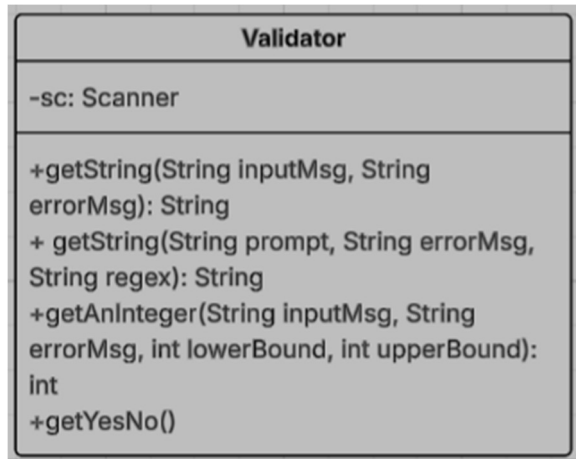 Validator
-sc: Scanner
+getString(String inputMsg, String
errorMsg): String
+ getString(String prompt, String errorMsg,
String regex): String
+getAnInteger(String inputMsg, String
errorMsg, int lowerBound, int upperBound):
int
+getYesNo()